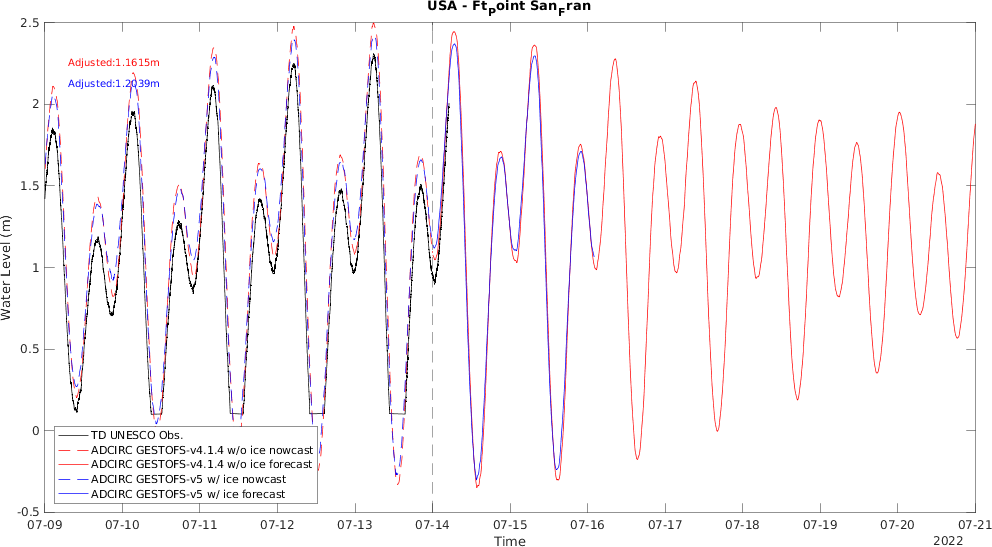 USA - Ft_Point San_Fran
2.5
2
1.5
1
0.5
0
-0.5
Water Level (m)
Adjusted:1.1615m
Adjusted:1.2039m
TD UNESCO Obs.
ADCIRC GESTOFS-v4.1.4 w/o ice nowcast
ADCIRC GESTOFS-v4.1.4 w/o ice forecast
ADCIRC GESTOFS-v5 w/ ice nowcast
ADCIRC GESTOFS-v5 w/ ice forecast
07-09 07-10 07-11 07-12 07-13 07-14 07-15 07-16 07-17 07-18 07-19 07-20 07-21
Time
2022